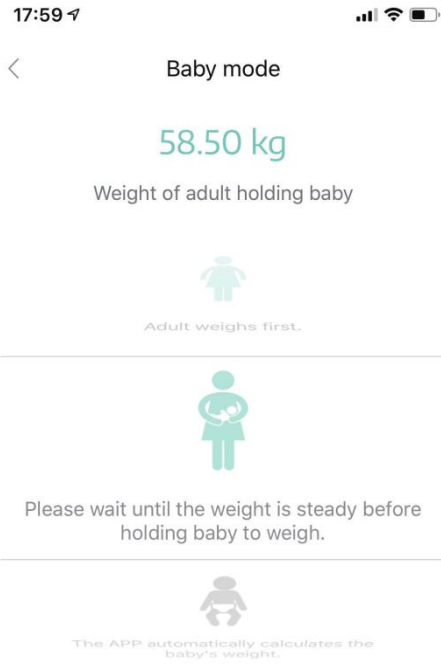 17:59
Baby mode
58.50 kg
Weight of adult holding baby
Adult weighs first.
Please wait until the weight is steady before
holding baby to weigh.
The APP automatically calculates the
baby's weight.